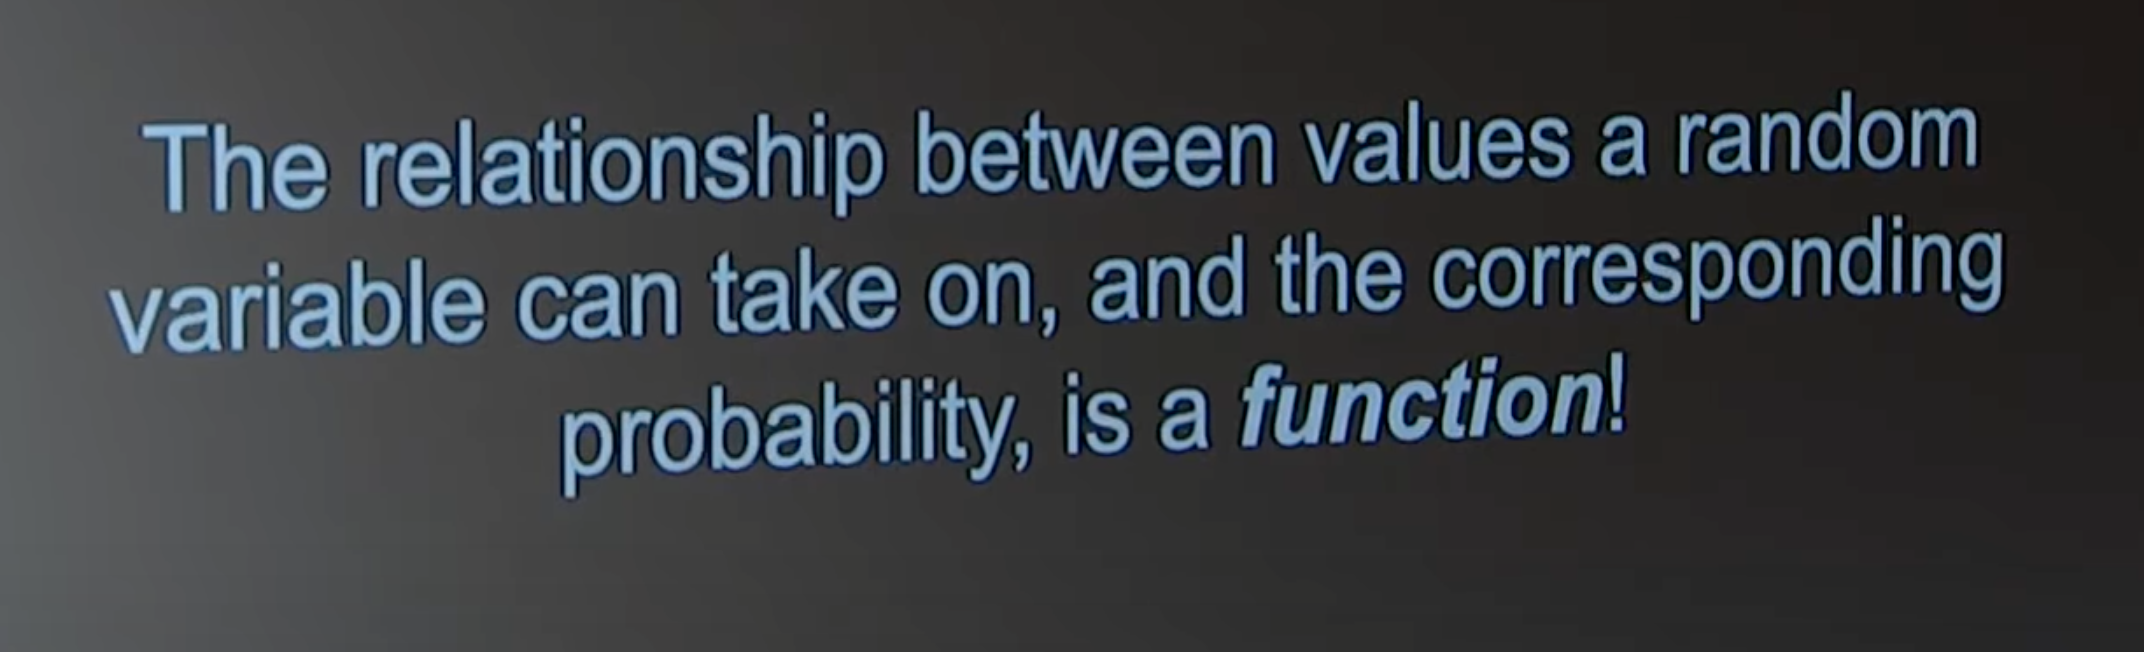 The relationship between values a random
variable can take on, and the corresponding
probability, is a function!